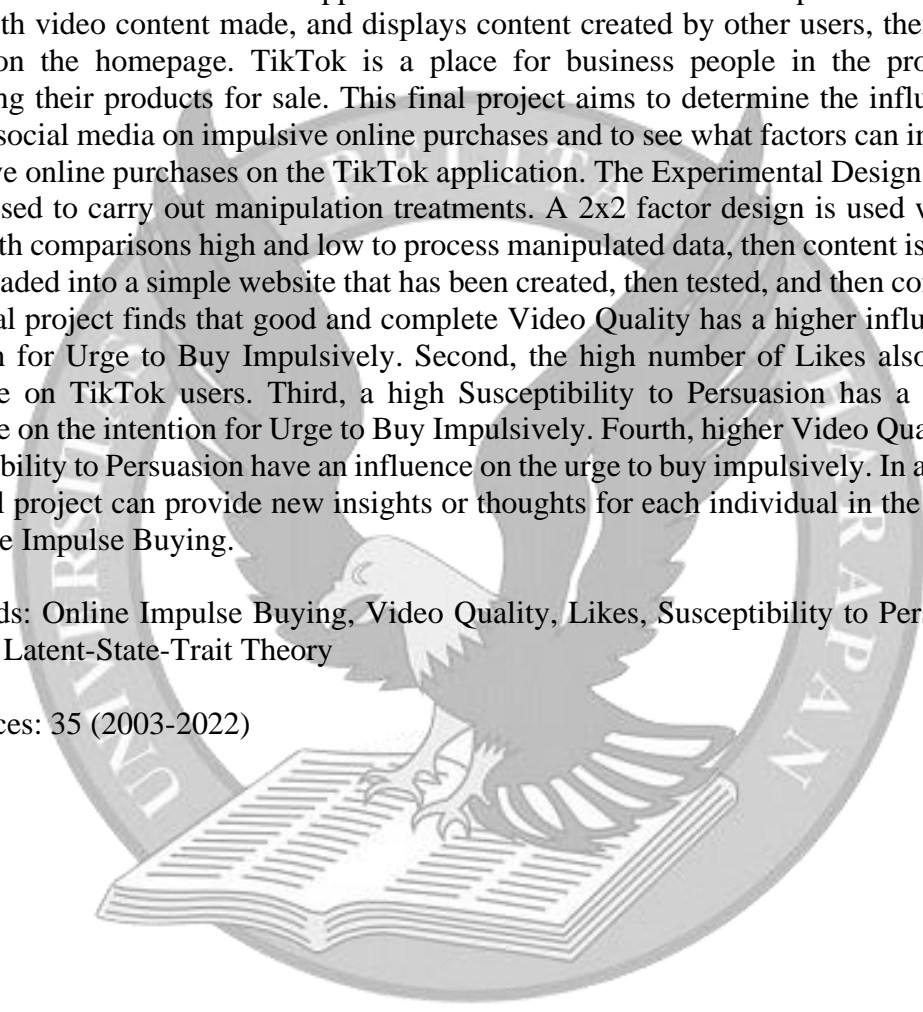 th video content made, and displays content created by other users, the
on the homepage. TikTok is a place for business people in the pro
ng their products for sale. This final project aims to determine the influ
social media on impulsive online purchases and to see what factors can i
ve online purchases on the TikTok application. The Experimental Design
sed to carry out manipulation treatments. A 2x2 factor design is used
th comparisons high and low to process manipulated data, then content is
aded into a simple website that has been created, then tested, and then co
al project finds that good and complete Video Quality has a higher influ
n for Urge to Buy Impulsively. Second, the high number of Likes also
e on TikTok users. Third, a high Susceptibility to Persuasion has a
e on the intention for Urge to Buy Impulsively. Fourth, higher Video Qua
bility to Persuasion have an influence on the urge to buy impulsively. In a
l project can provide new insights or thoughts for each individual in the
e Impulse Buying.
ds: Online Impulse Buying, Video Quality, Likes, Susceptibility to Per
Latent-State-Trait Theory
ces: 35 (2003-2022)
UNIVERSITAS PELITA HARAPAN